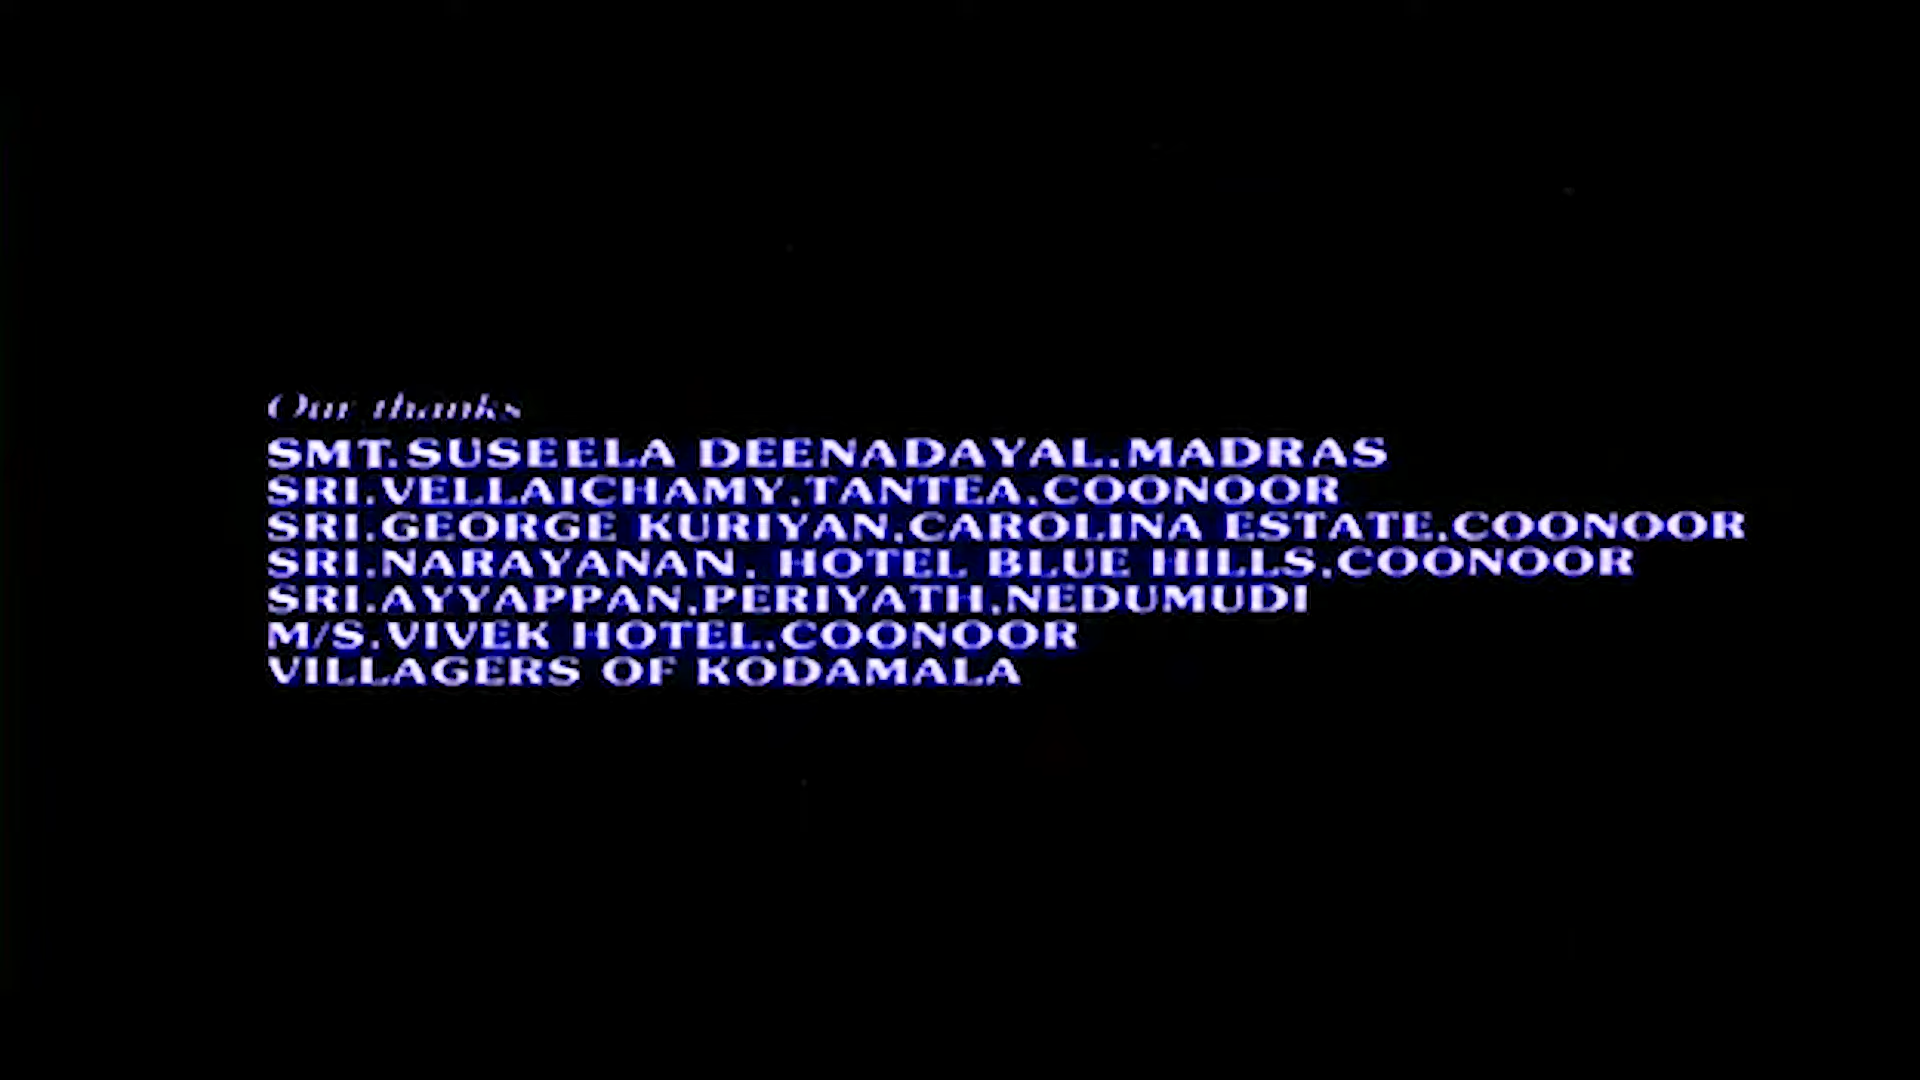 Our thanks
SMT.SUSEELA DEENADAYAL,MADRAS
SRI.VELLAICHAMY,TANTEA,COONOOR
SRI.GEORGE KURIYAN,CAROLINA ESTATE,COONOOR
SRI.NARAYANAN, HOTEL BLUE HILLS,COONOOR
SRI.AYYAPPAN,PERIYATH,NEDUMUDI
M/S.VIVEK HOTEL,COONOOR
VILLAGERS OF KODAMALA